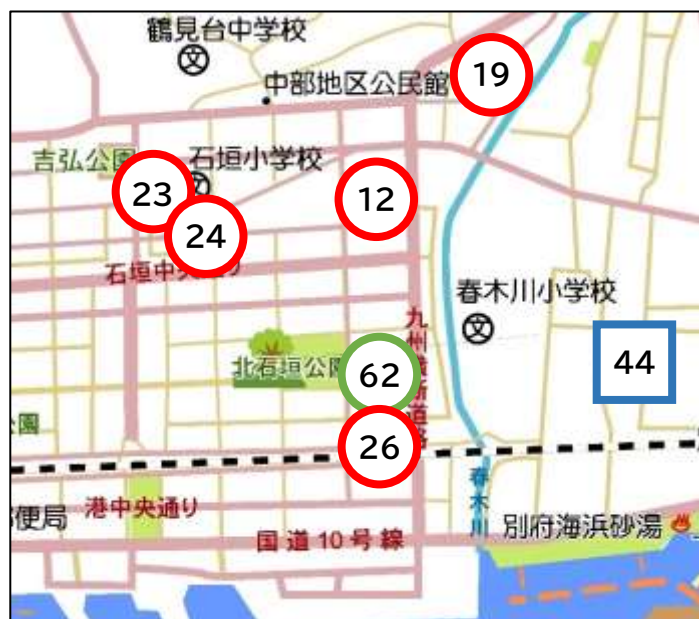 鶴見台中学校
文
19
中部地区公民館
吉弘公園
石垣小学校
文
23
12
24
石垣中央通り
春木川小学校
文
九州横断道路
44
北石垣公園
62
公園
26
港中央通り
春木川
便局
別府海浜砂湯
国道10号線